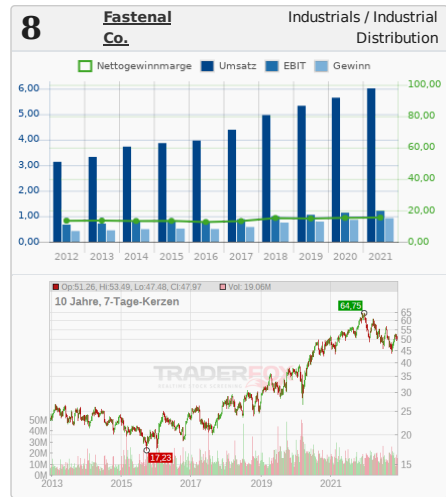 8
Fastenal
Co.
Industrials / Industrial
Distribution
Nettogewinnmarge Umsatz EBIT Gewinn
6,00
5,00
4,00
3,00
2,00
1,00
0,00
100,00
80,00
60,00
40,00
20,00
0,00
2012 2013 2014 2015 2016 2017 2018 2019 2020 2021
Op:51.26, Hi:53.49, Lo:47.48, Cl:47.97 Vol: 19.06M
10 Jahre, 7-Tage-Kerzen
64,75
17,23
TRADERFOX
65
55
50
45
40
35
30
25
20
15
50M
40M
30M
20M
10M
0M
2013 2015 2017 2019 2021